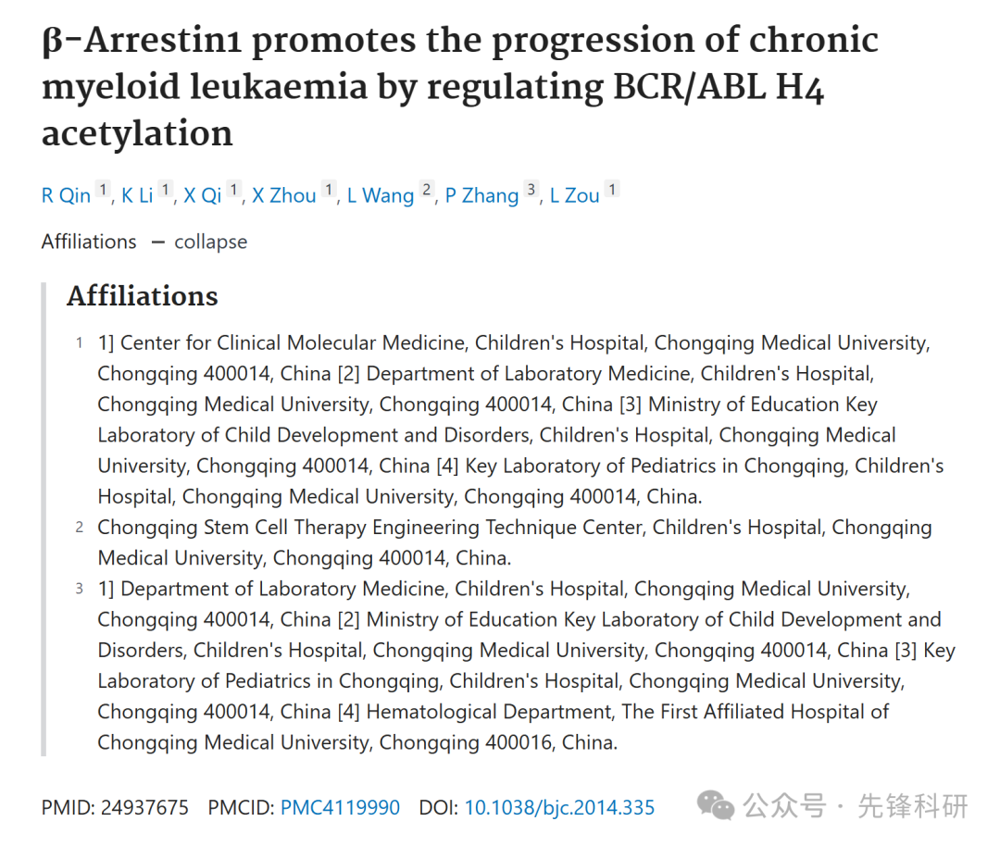 β-Arrestin1 promotes the progression of chronic
myeloid leukaemia by regulating BCR/ABL H4
acetylation
R Qin 1, K Li 1, X Qi 1, X Zhou 1, L Wang 2, P Zhang 3, L Zou 1
Affiliations — collapse
Affiliations
1 1] Center for Clinical Molecular Medicine, Children's Hospital, Chongqing Medical University,
Chongqing 400014, China [2] Department of Laboratory Medicine, Children's Hospital,
Chongqing Medical University, Chongqing 400014, China [3] Ministry of Education Key
Laboratory of Child Development and Disorders, Children's Hospital, Chongqing Medical
University, Chongqing 400014, China [4] Key Laboratory of Pediatrics in Chongqing, Children's
Hospital, Chongqing Medical University, Chongqing 400014, China.
2 Chongqing Stem Cell Therapy Engineering Technique Center, Children's Hospital, Chongqing
Medical University, Chongqing 400014, China.
3 1] Department of Laboratory Medicine, Children's Hospital, Chongqing Medical University,
Chongqing 400014, China [2] Ministry of Education Key Laboratory of Child Development and
Disorders, Children's Hospital, Chongqing Medical University, Chongqing 400014, China [3] Key
Laboratory of Pediatrics in Chongqing, Children's Hospital, Chongqing Medical University,
Chongqing 400014, China [4] Hematological Department, The First Affiliated Hospital of
Chongqing Medical University, Chongqing 400016, China.
PMID: 24937675 PMCID: PMC4119990 DOI: 10.1038/bjc.2014.335
公众号 · 先锋科研